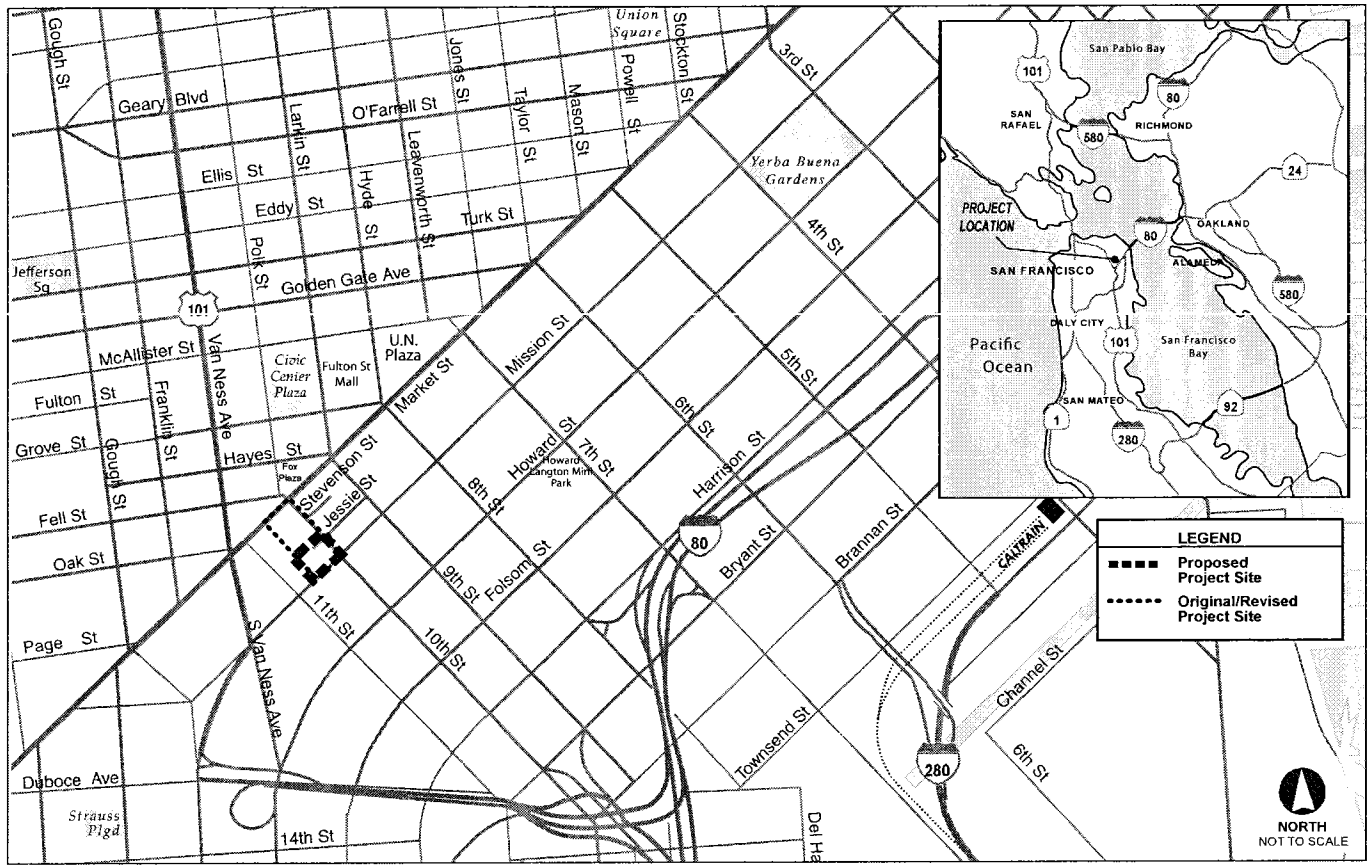 Gough St
Geary Blvd
O'Farrell St
Jones St
Union
Square
Stockton St
Powell St
Mason St
Taylor St
Larkin St
Leavenworth St
Hyde St
Ellis St
Eddy St
Turk St
Polk St
Golden Gate Ave
Jefferson
Sq
101
Van Ness Ave
McAllister St
Civic
Center
Plaza
Fulton St
Mall
U.N.
Plaza
Market St
Mission St
Fulton St
Franklin St
Grove St
Gough St
Hayes St
Fox
Plaza
Stevenson St
Jessie St
Fell St
Oak St
Page St
3rd St
Yerba Buena
Gardens
4th St
5th St
6th St
Howard St
7th St
Howard
Langton Mini
Park
8th St
Harrison St
80
Bryant St
Brannan St
9th St
Folsom St
11th St
10th St
S Van Ness Ave
Townsend St
CALTRAIN
Channel St
280
6th St
Duboce Ave
Strauss
Plgd
14th St
Del Ha
San Pablo Bay
101
80
SAN
RAFAEL
580
RICHMOND
24
PROJECT
LOCATION
80
OAKLAND
SAN FRANCISCO
ALAMEDA
580
DALY CITY
101
Pacific
Ocean
San Francisco
Bay
SAN MATEO
1
280
92
LEGEND
Proposed
Project Site
Original/Revised
Project Site
NORTH
NOT TO SCALE